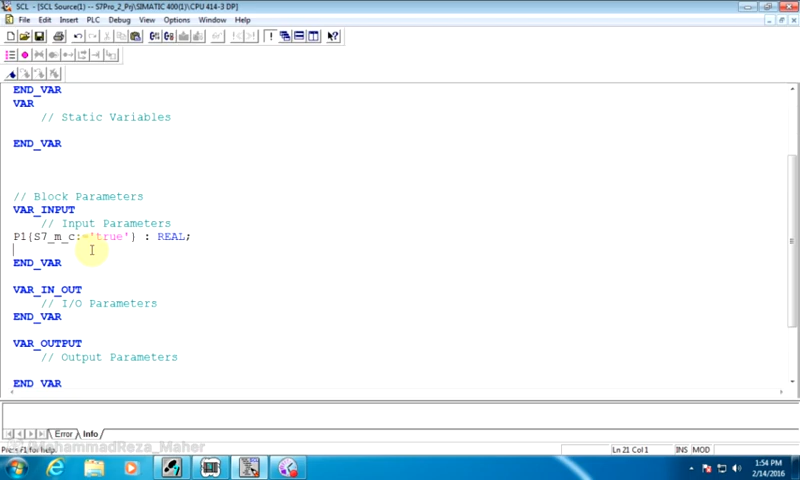 SCL - [SCL Source(1) -- S7Pro_2_Prj\SIMATIC 400(1)\CPU 414-3 DP]
File Edit Insert PLC Debug View Options Window Help
END_VAR
VAR
// Static Variables
END_VAR
// Block Parameters
VAR_INPUT
// Input Parameters
P1{S7_m_c:='true'} : REAL;
END_VAR
VAR_IN_OUT
// I/O Parameters
END_VAR
VAR_OUTPUT
// Output Parameters
END_VAR
Error Info
MohammadReza_Maher
Press F1 for help.
Ln 21 Col 1 INS MOD
1:54 PM
2/14/2016